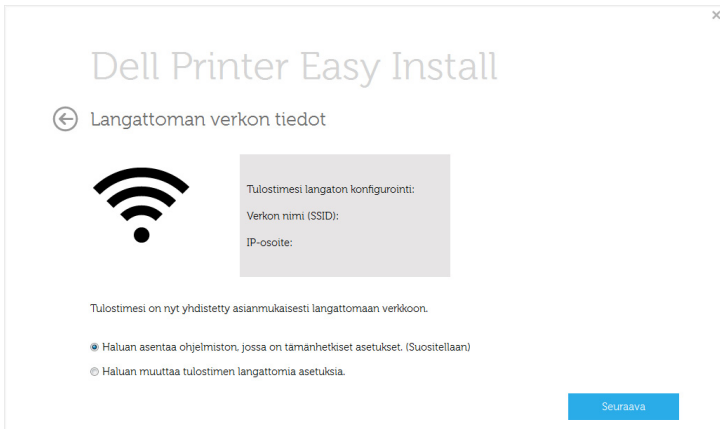 Dell Printer Easy Install
Langattoman verkon tiedot
Tulostimesi langaton konfigurointi:
Verkon nimi (SSID):
IP-osoite:
Tulostimesi on nyt yhdistetty asianmukaisesti langattomaan verkkoon.
Haluan asentaa ohjelmiston, jossa on tämänhetkiset asetukset. (Suositellaan)
Haluan muuttaa tulostimen langattomia asetuksia.
Seuraava